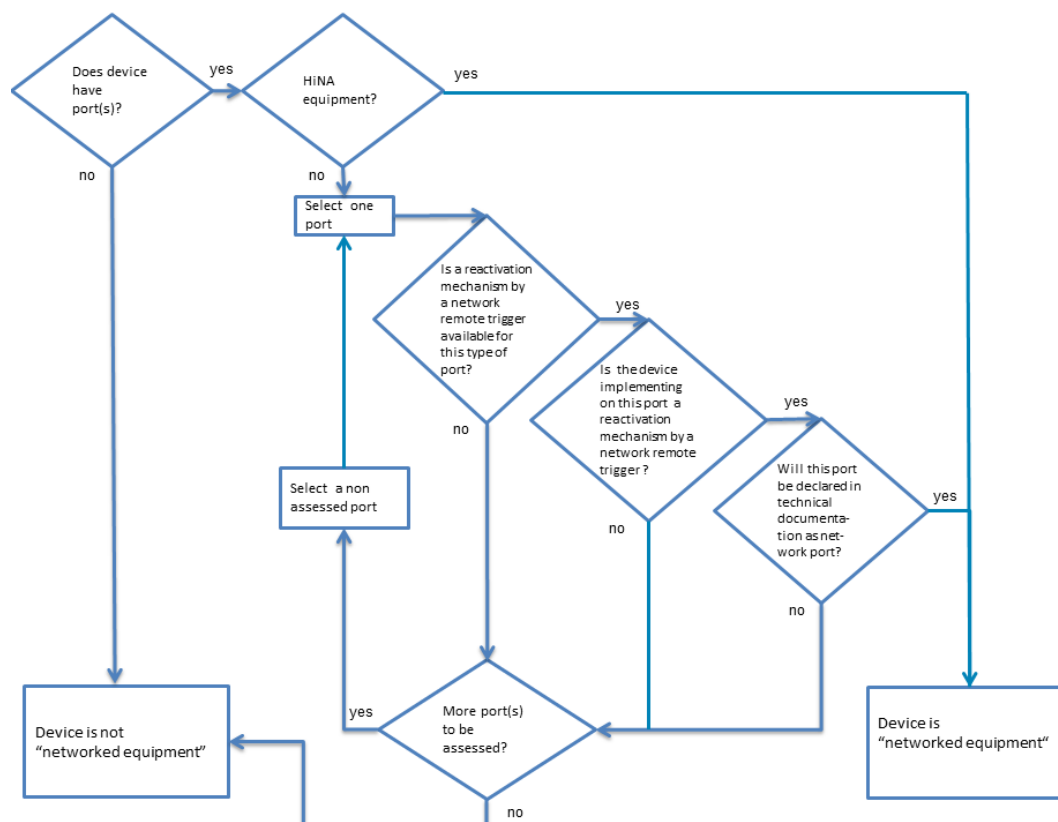 Does device
have
port(s)?
yes
HiNA
equipment?
yes
no
no
Select one
port
Is a reactivation
mechanism by
a network
remote trigger
available for
this type of
port?
yes
Is the device
implementing
on this port a
reactivation
mechanism by a
network remote
trigger ?
yes
no
Will this port
be declared in
technical
documenta-
tion as net-
work port?
yes
Select a non
assessed port
no
no
Device is not
“networked equipment“
yes
More port(s)
to be
assessed?
Device is
“networked equipment“
no